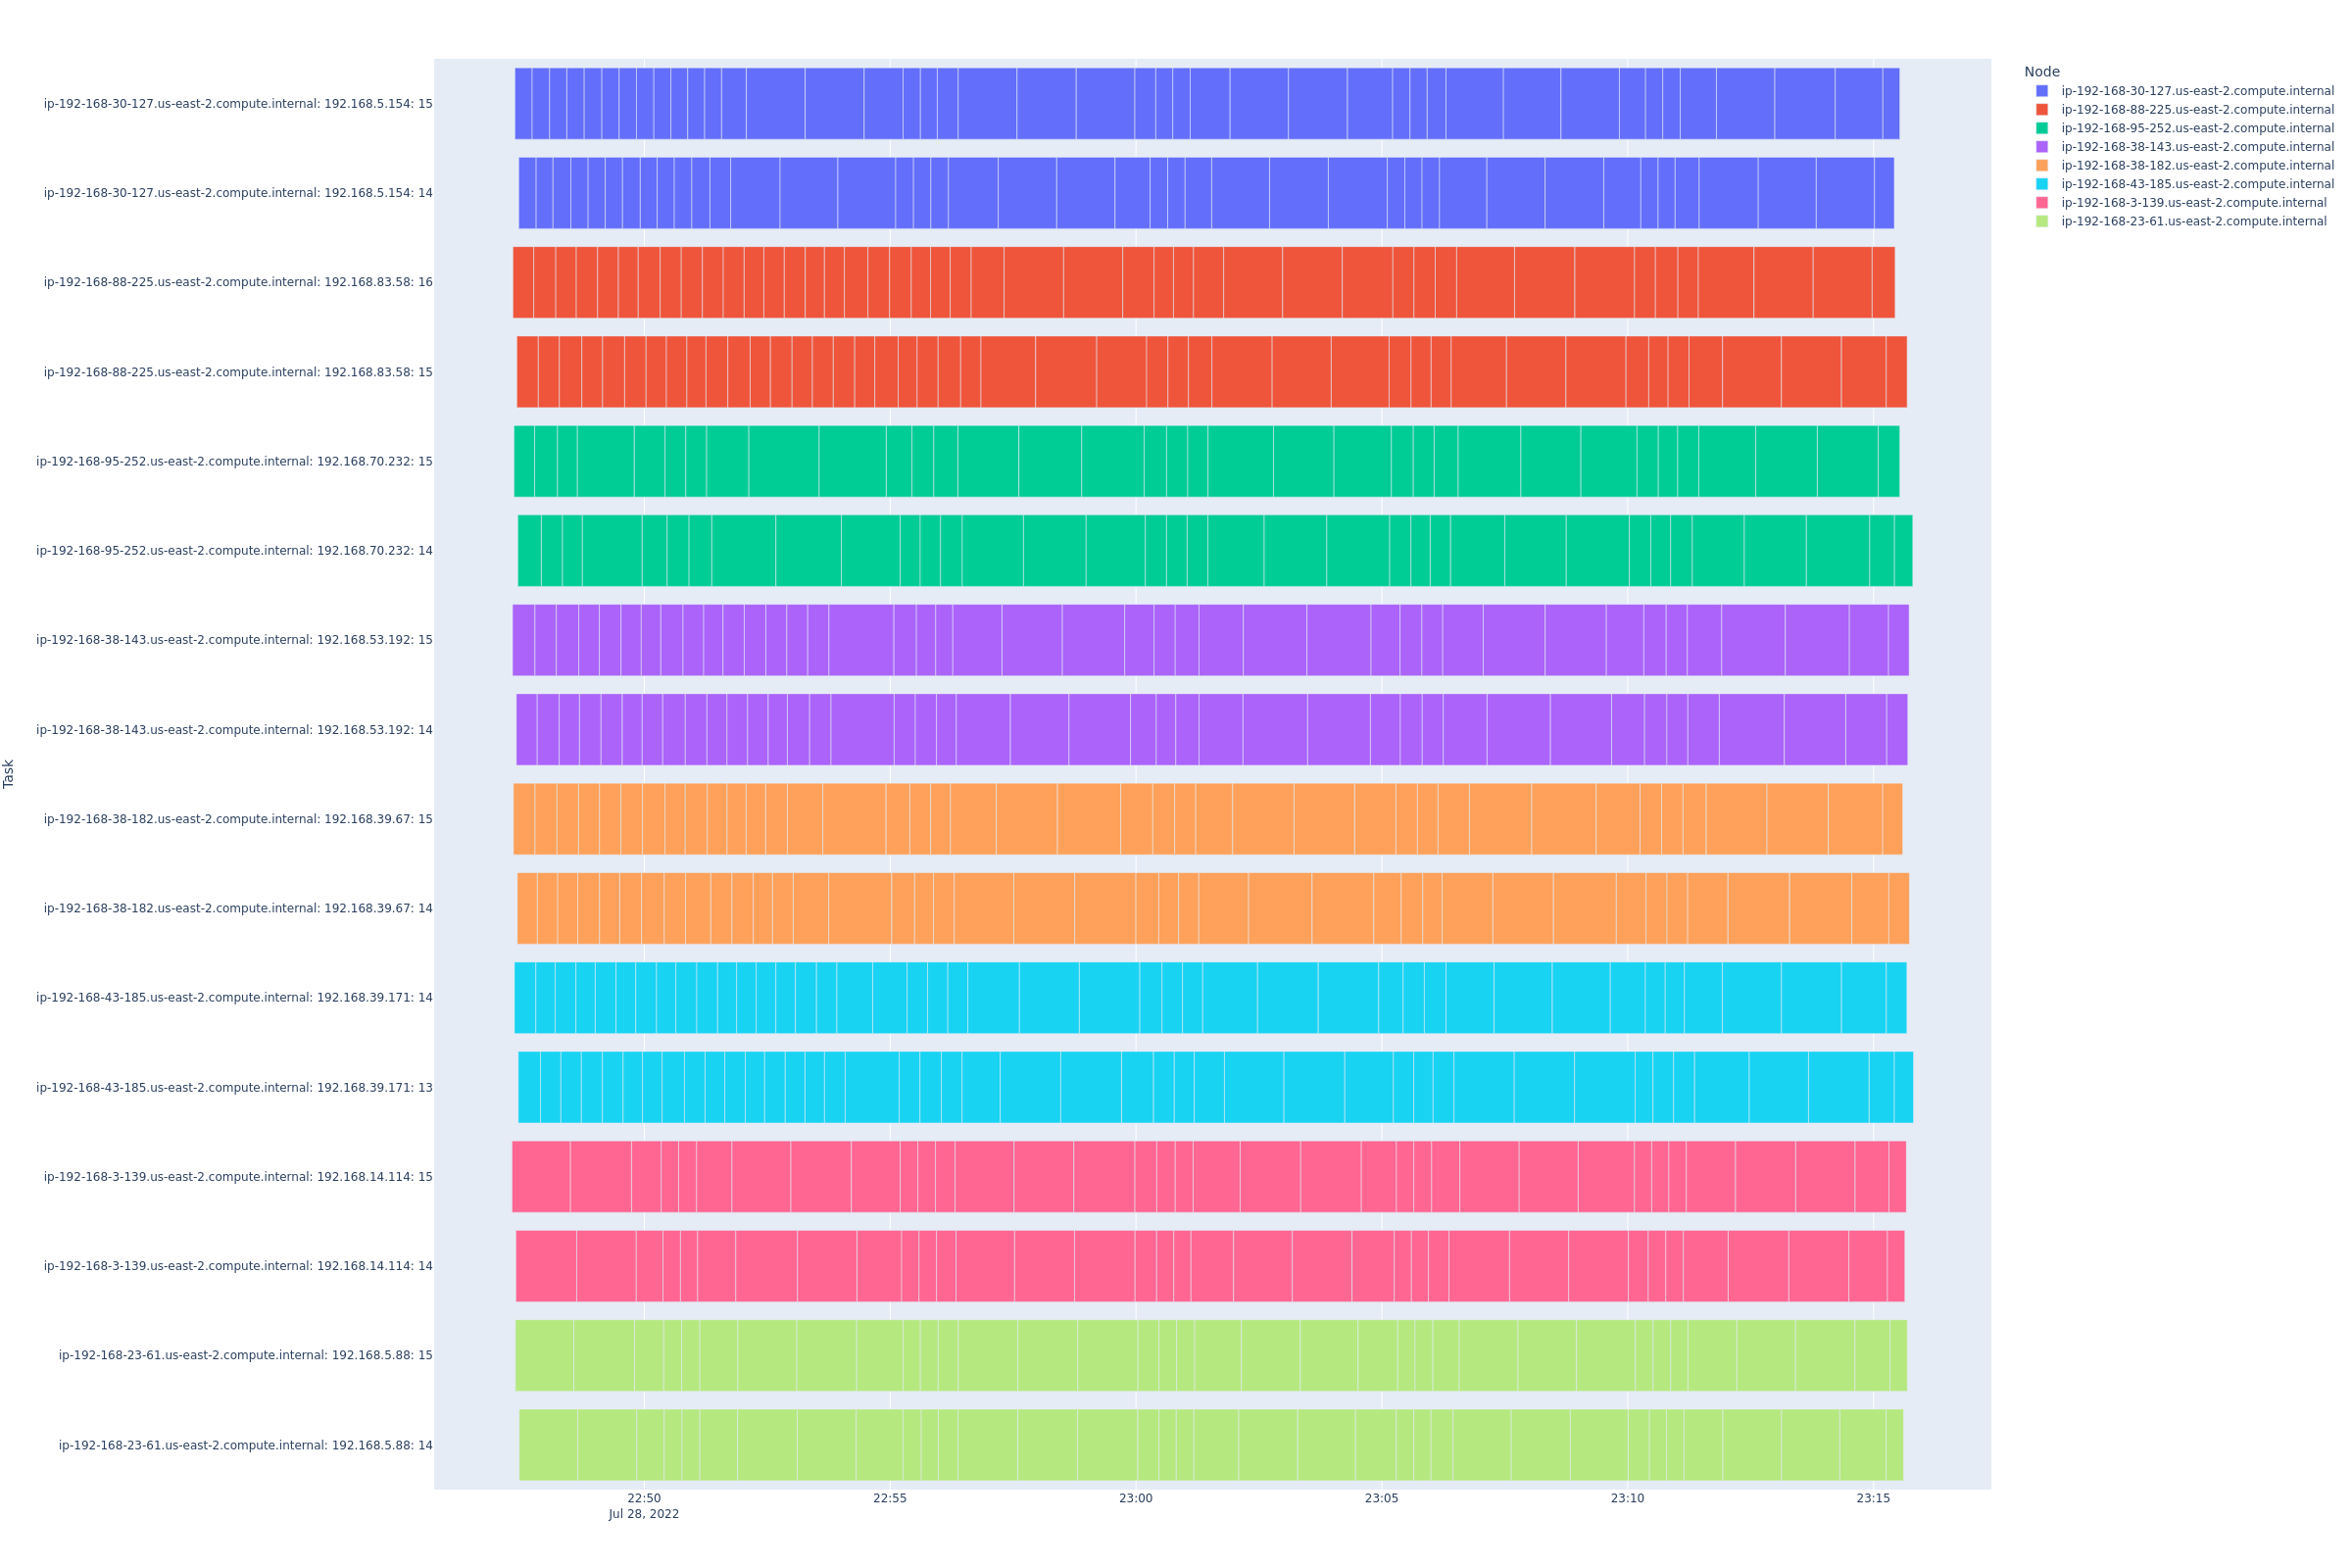 Node
ip-192-168-30-127.us-east-2.compute.internal
ip-192-168-88-225.us-east-2.compute.internal
ip-192-168-95-252.us-east-2.compute.internal
ip-192-168-38-143.us-east-2.compute.internal
ip-192-168-38-182.us-east-2.compute.internal
ip-192-168-43-185.us-east-2.compute.internal
ip-192-168-3-139.us-east-2.compute.internal
ip-192-168-23-61.us-east-2.compute.internal
Task
ip-192-168-30-127.us-east-2.compute.internal: 192.168.5.154: 15
ip-192-168-30-127.us-east-2.compute.internal: 192.168.5.154: 14
ip-192-168-88-225.us-east-2.compute.internal: 192.168.83.58: 16
ip-192-168-88-225.us-east-2.compute.internal: 192.168.83.58: 15
ip-192-168-95-252.us-east-2.compute.internal: 192.168.70.232: 15
ip-192-168-95-252.us-east-2.compute.internal: 192.168.70.232: 14
ip-192-168-38-143.us-east-2.compute.internal: 192.168.53.192: 15
ip-192-168-38-143.us-east-2.compute.internal: 192.168.53.192: 14
ip-192-168-38-182.us-east-2.compute.internal: 192.168.39.67: 15
ip-192-168-38-182.us-east-2.compute.internal: 192.168.39.67: 14
ip-192-168-43-185.us-east-2.compute.internal: 192.168.39.171: 14
ip-192-168-43-185.us-east-2.compute.internal: 192.168.39.171: 13
ip-192-168-3-139.us-east-2.compute.internal: 192.168.14.114: 15
ip-192-168-3-139.us-east-2.compute.internal: 192.168.14.114: 14
ip-192-168-23-61.us-east-2.compute.internal: 192.168.5.88: 15
ip-192-168-23-61.us-east-2.compute.internal: 192.168.5.88: 14
22:50 22:55 23:00 23:05 23:10 23:15
Jul 28, 2022